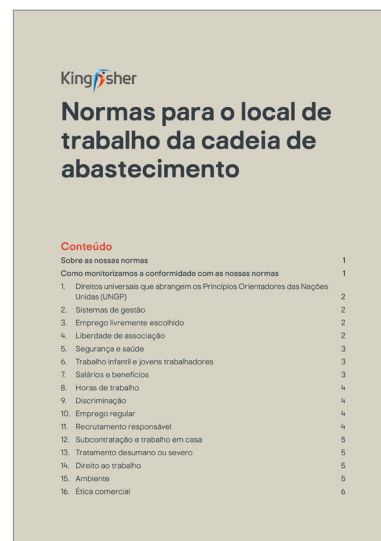 Kingfisher
Normas para o local de
trabalho da cadeia de
abastecimento
Conteúdo
Sobre as nossas normas 1
Como monitorizamos a conformidade com as nossas normas 1
1. Direitos universais que abrangem os Princípios Orientadores das Nações
Unidas (UNGP) 2
2. Sistemas de gestão 2
3. Emprego livremente escolhido 2
4. Liberdade de associação 2
5. Segurança e saúde 3
6. Trabalho infantil e jovens trabalhadores 3
7. Salários e benefícios 3
8. Horas de trabalho 4
9. Discriminação 4
10. Emprego regular 4
11. Recrutamento responsável 4
12. Subcontratação e trabalho em casa 5
13. Tratamento desumano ou severo 5
14. Direito ao trabalho 5
15. Ambiente 5
16. Ética comercial 6